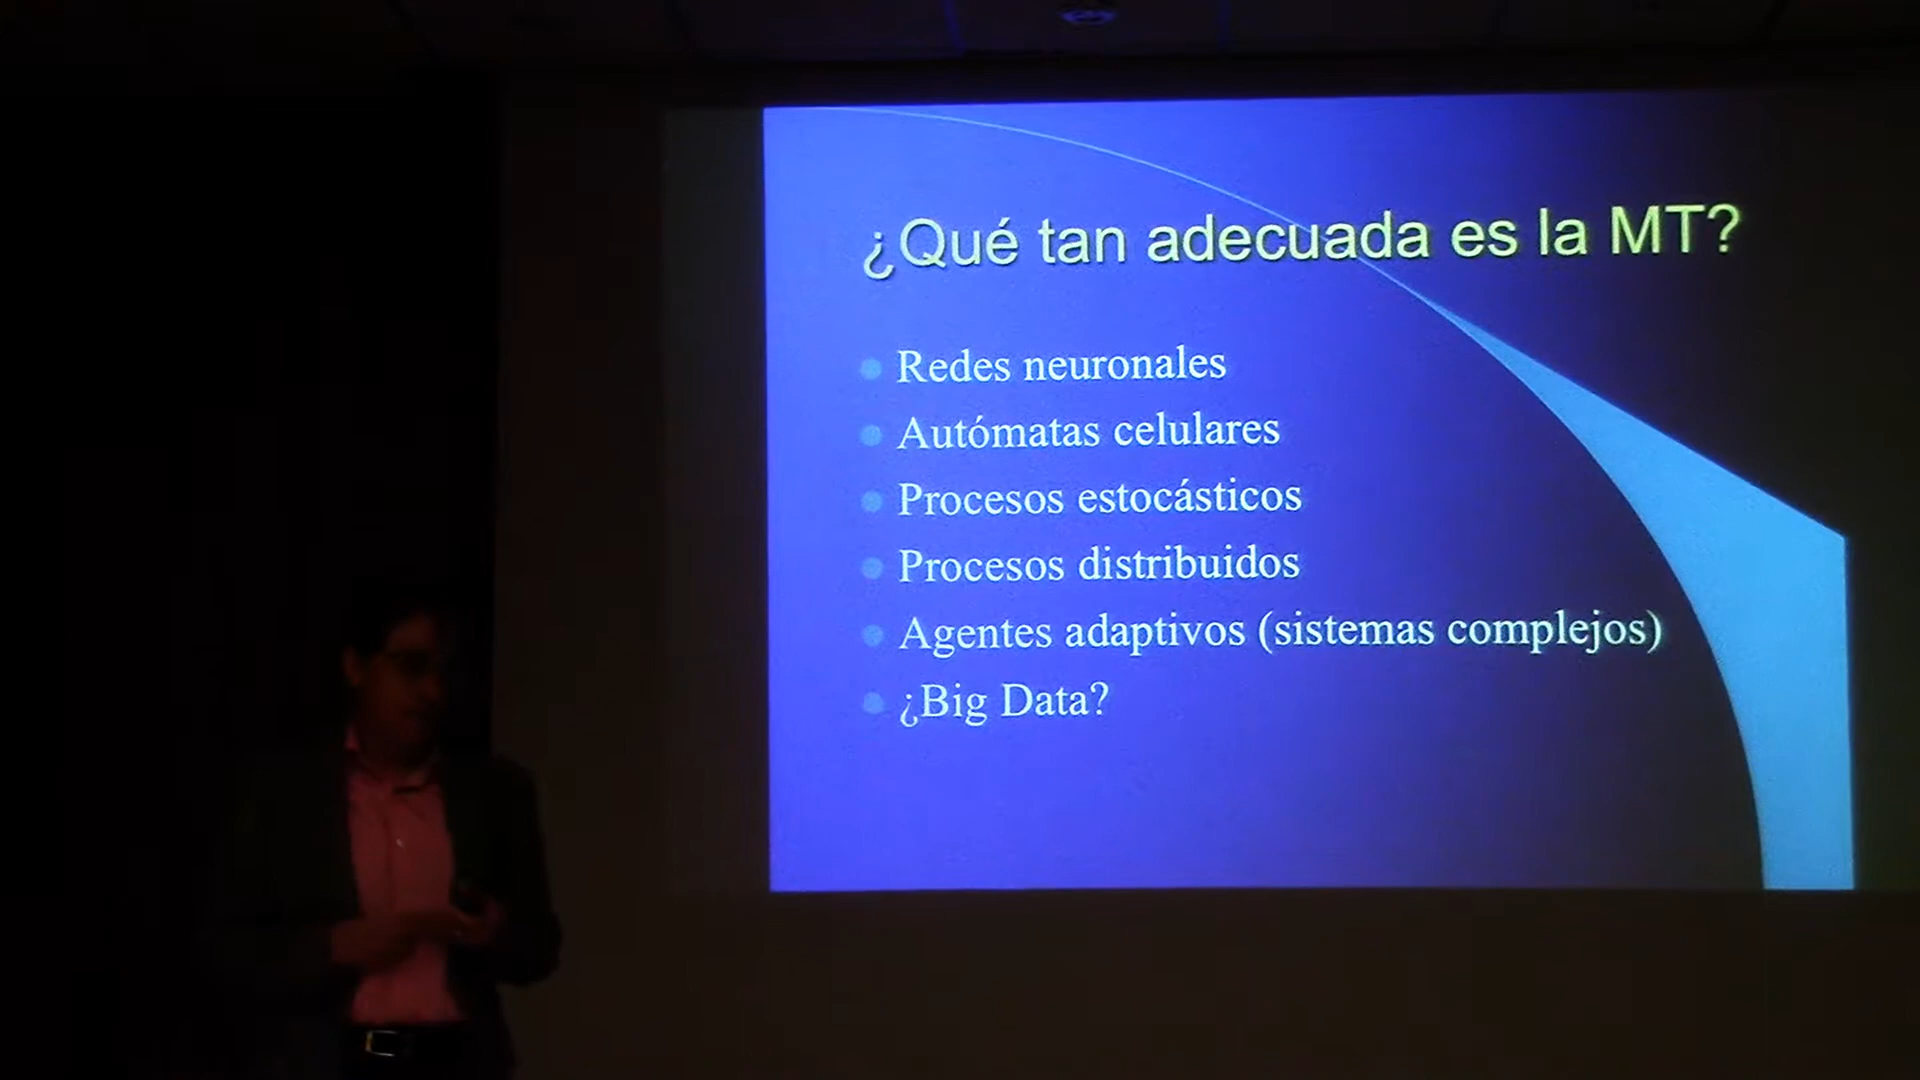 ¿Qué tan adecuada es la MT?
Redes neuronales
Autómatas celulares
Procesos estocásticos
Procesos distribuidos
Agentes adaptivos (sistemas complejos)
¿Big Data?